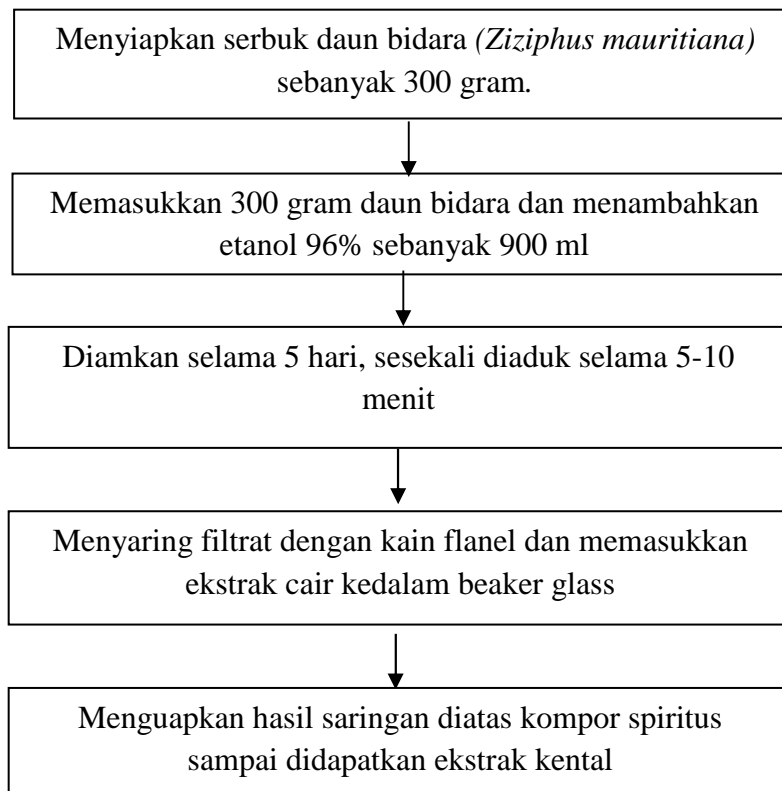 Menyiapkan serbuk daun bidara (Ziziphus mauritiana)
sebanyak 300 gram.
Memasukkan 300 gram daun bidara dan menambahkan
etanol 96% sebanyak 900 ml
Diamkan selama 5 hari, sesekali diaduk selama 5-10
menit
Menyaring filtrat dengan kain flanel dan memasukkan
ekstrak cair kedalam beaker glass
Menguapkan hasil saringan diatas kompor spiritus
sampai didapatkan ekstrak kental